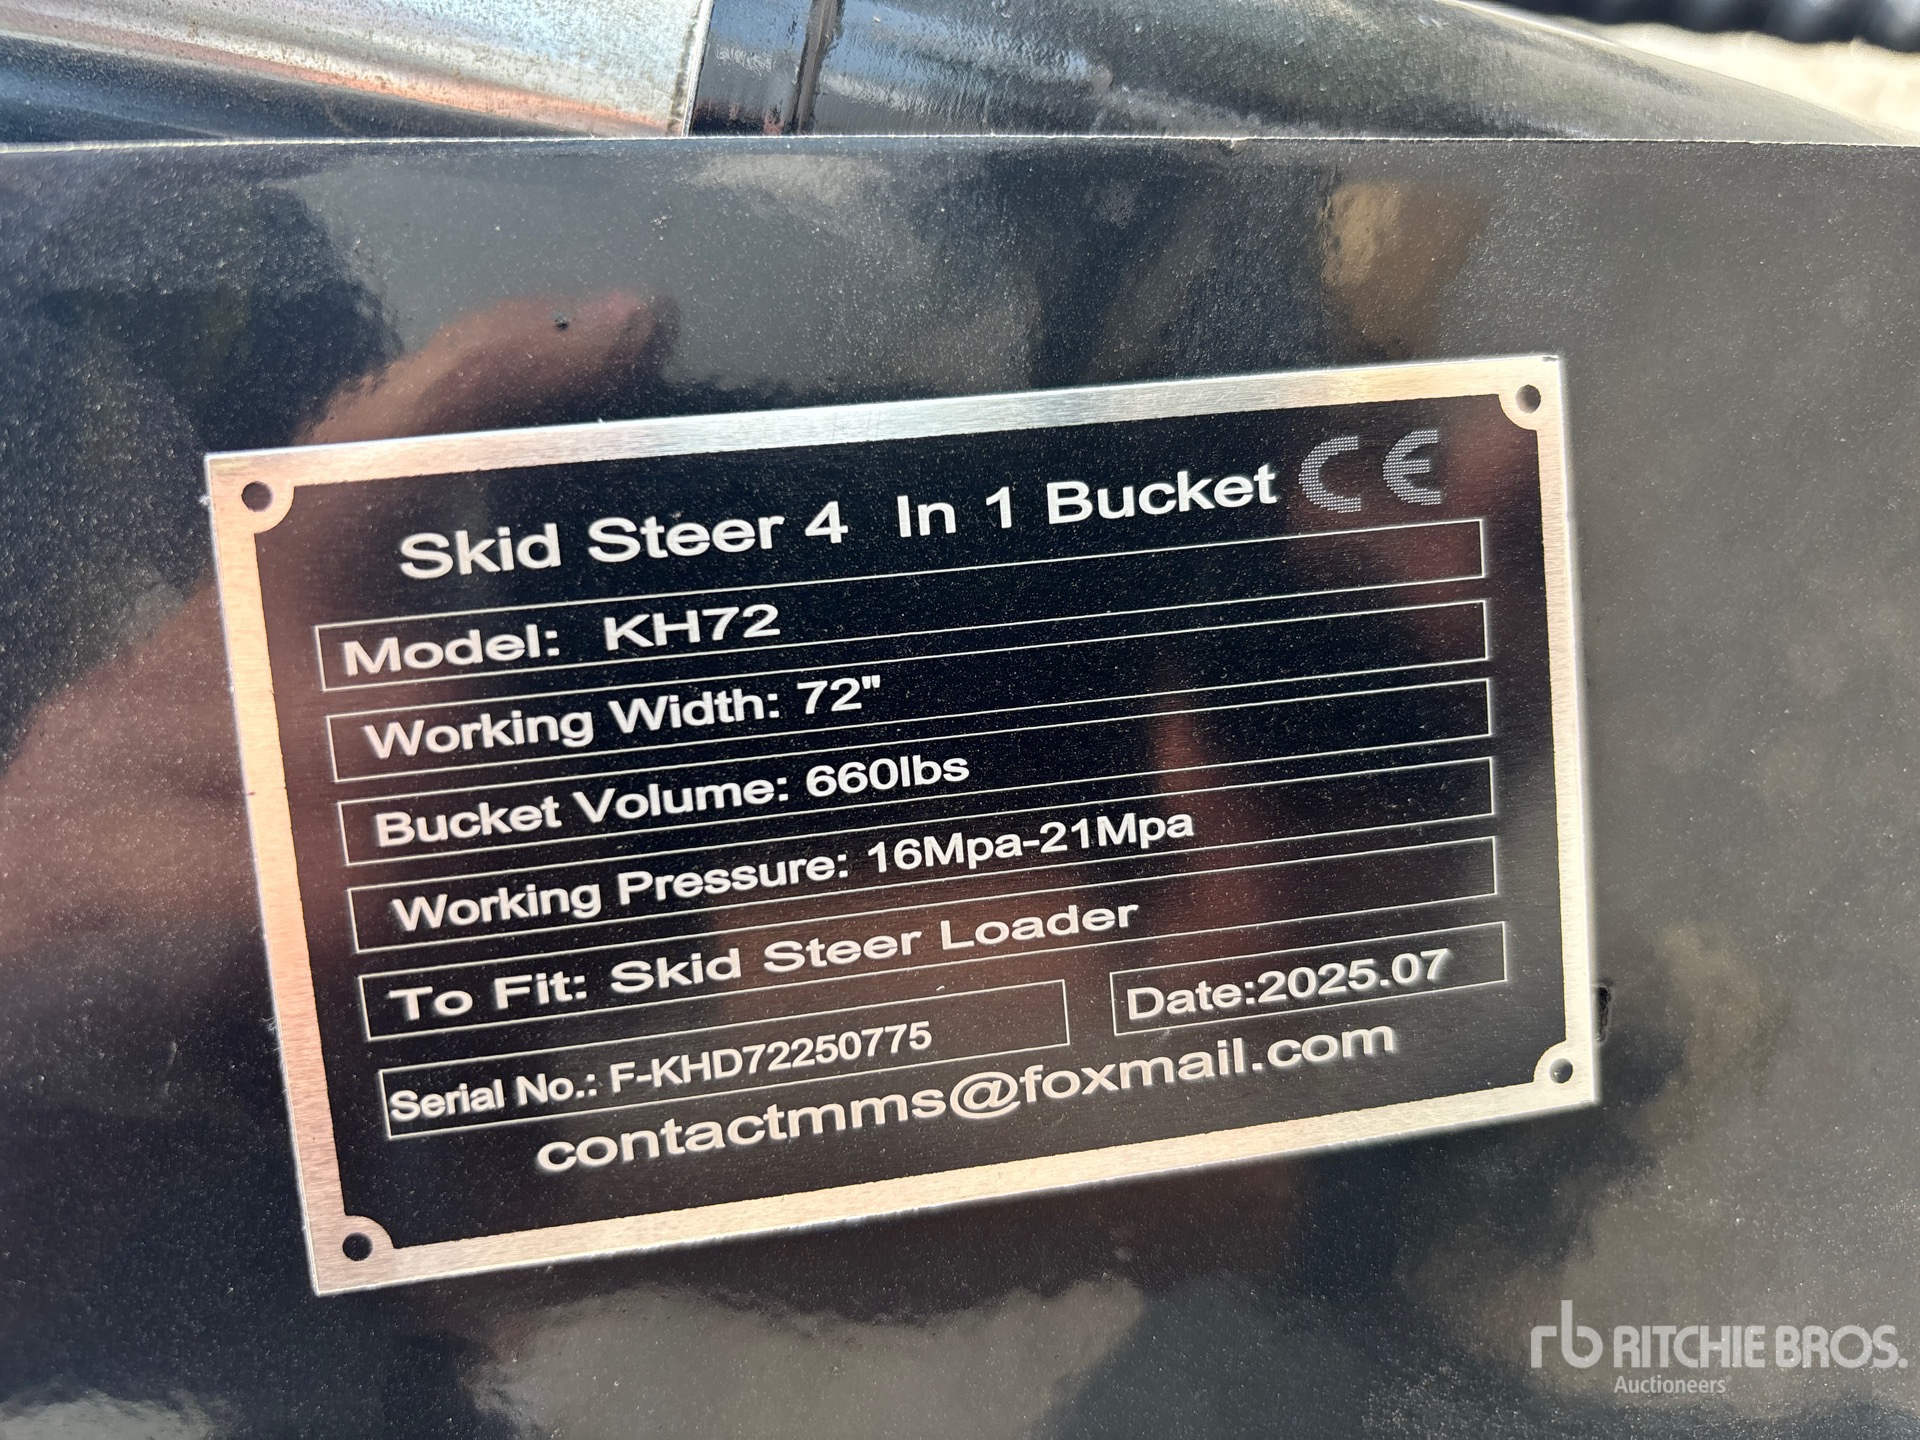 Skid Steer 4 In 1 Bucket CE
Model: KH72
Working Width: 72"
Bucket Volume: 660lbs
Working Pressure: 16Mpa-21Mpa
To Fit: Skid Steer Loader
Serial No.: F-KHD72250775
Date:2025.07
contactmms@foxmail.com
rb RITCHIE BROS.
Auctioneers